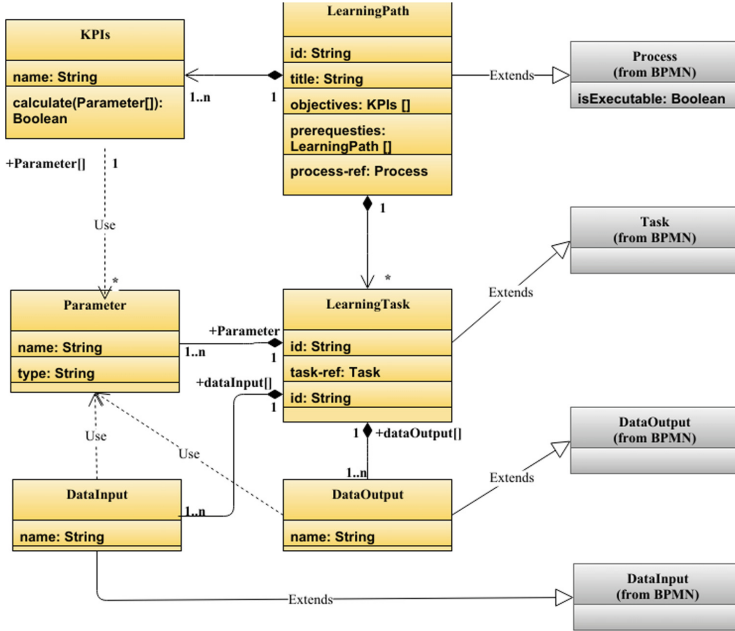 LearningPath
id: String
title: String
objectives: KPIs []
prerequesties:
LearningPath []
process-ref: Process
KPIs
name: String
calculate(Parameter[]):
Boolean
1..n
1
Extends
Process
(from BPMN)
isExecutable: Boolean
+Parameter[]
1
Use
*
1
*
Task
(from BPMN)
Extends
Parameter
name: String
type: String
+Parameter
1..n
1
LearningTask
id: String
task-ref: Task
id: String
+dataInput[]
1
1
+dataOutput[]
1..n
Use
Use
DataOutput
(from BPMN)
Extends
DataInput
name: String
1..n
DataOutput
name: String
Extends
DataInput
(from BPMN)